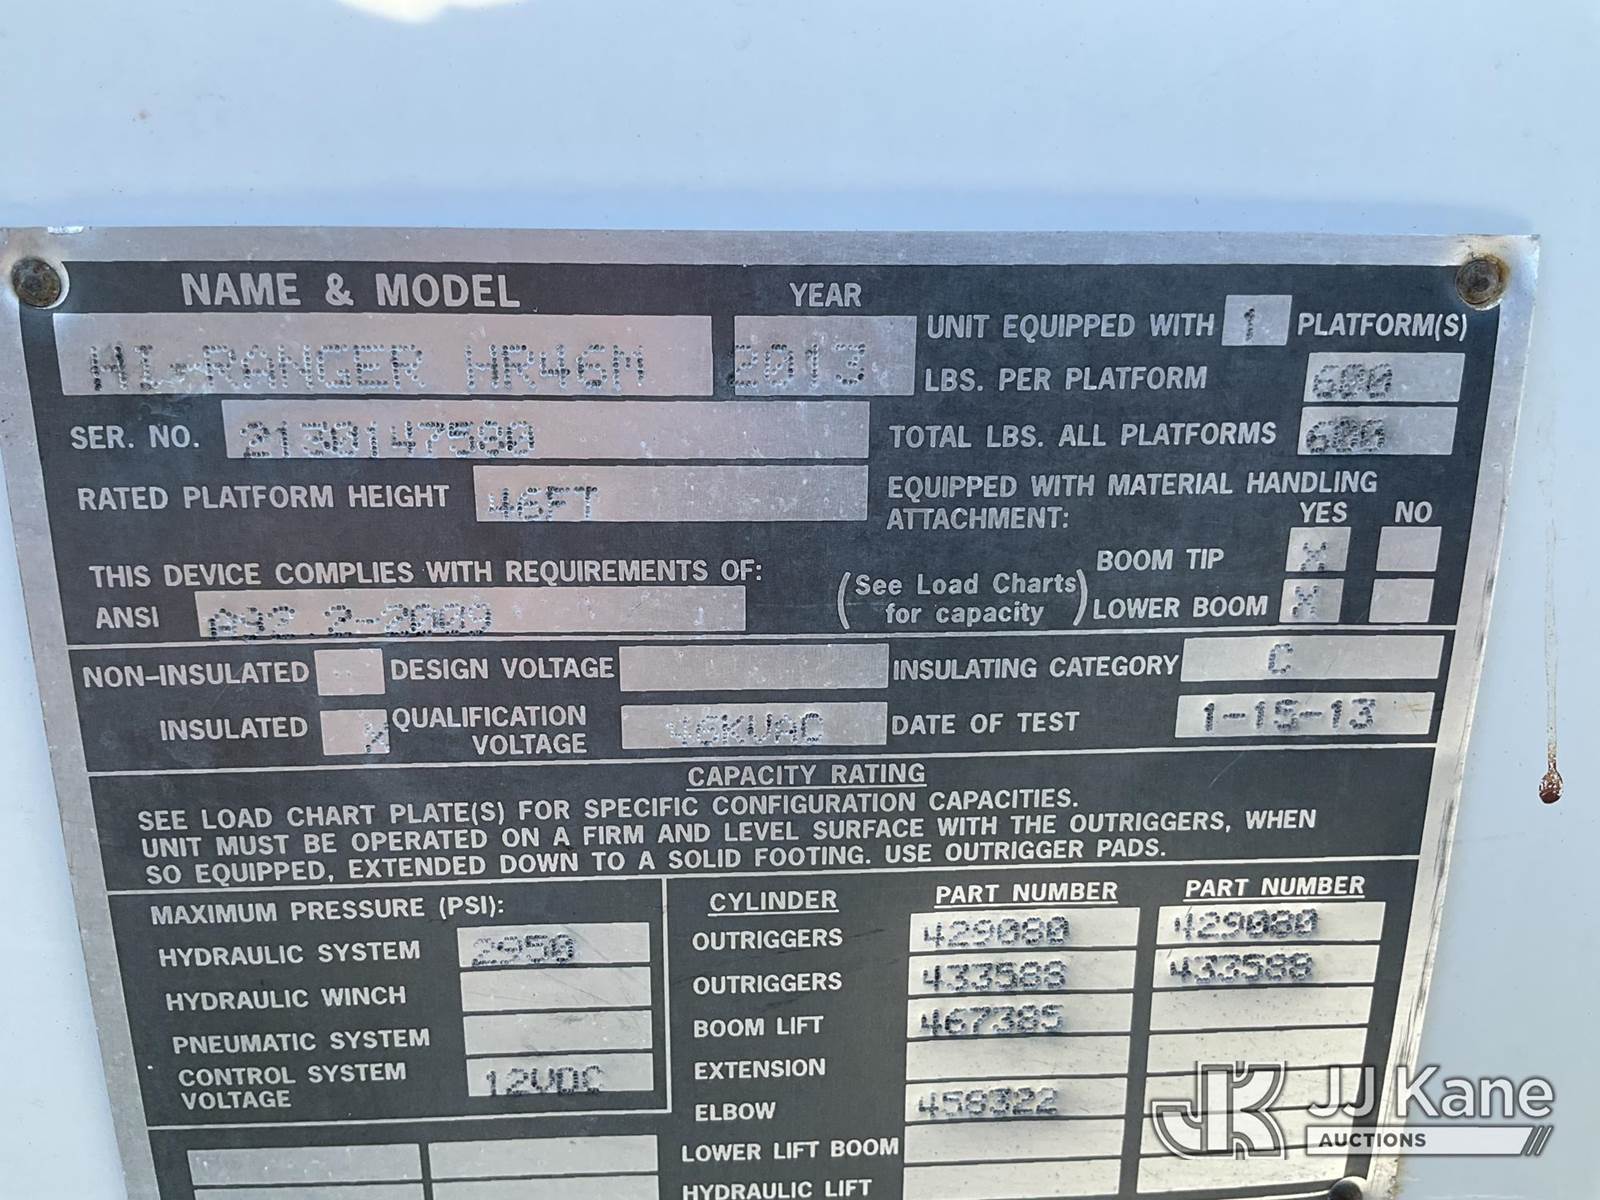 NAME & MODEL YEAR
HI-RANGER HR46M 2013
UNIT EQUIPPED WITH 1 PLATFORM(S)
LBS. PER PLATFORM 600
SER. NO. 2130147580
TOTAL LBS. ALL PLATFORMS 600
RATED PLATFORM HEIGHT 46FT
EQUIPPED WITH MATERIAL HANDLING
ATTACHMENT: YES NO
BOOM TIP X
(See Load Charts
for capacity)
LOWER BOOM X
THIS DEVICE COMPLIES WITH REQUIREMENTS OF:
ANSI A92.2-2009
NON-INSULATED DESIGN VOLTAGE INSULATING CATEGORY C
INSULATED X QUALIFICATION
VOLTAGE 46KVAC DATE OF TEST 1-15-13
CAPACITY RATING
SEE LOAD CHART PLATE(S) FOR SPECIFIC CONFIGURATION CAPACITIES.
UNIT MUST BE OPERATED ON A FIRM AND LEVEL SURFACE WITH THE OUTRIGGERS, WHEN
SO EQUIPPED, EXTENDED DOWN TO A SOLID FOOTING. USE OUTRIGGER PADS.
MAXIMUM PRESSURE (PSI):
HYDRAULIC SYSTEM 2950
HYDRAULIC WINCH
PNEUMATIC SYSTEM
CONTROL SYSTEM
VOLTAGE 12VDC
CYLINDER PART NUMBER PART NUMBER
OUTRIGGERS 429080 429080
OUTRIGGERS 433588 433588
BOOM LIFT 467385
EXTENSION
ELBOW 458322
LOWER LIFT BOOM
HYDRAULIC LIFT
JK JJ Kane
AUCTIONS